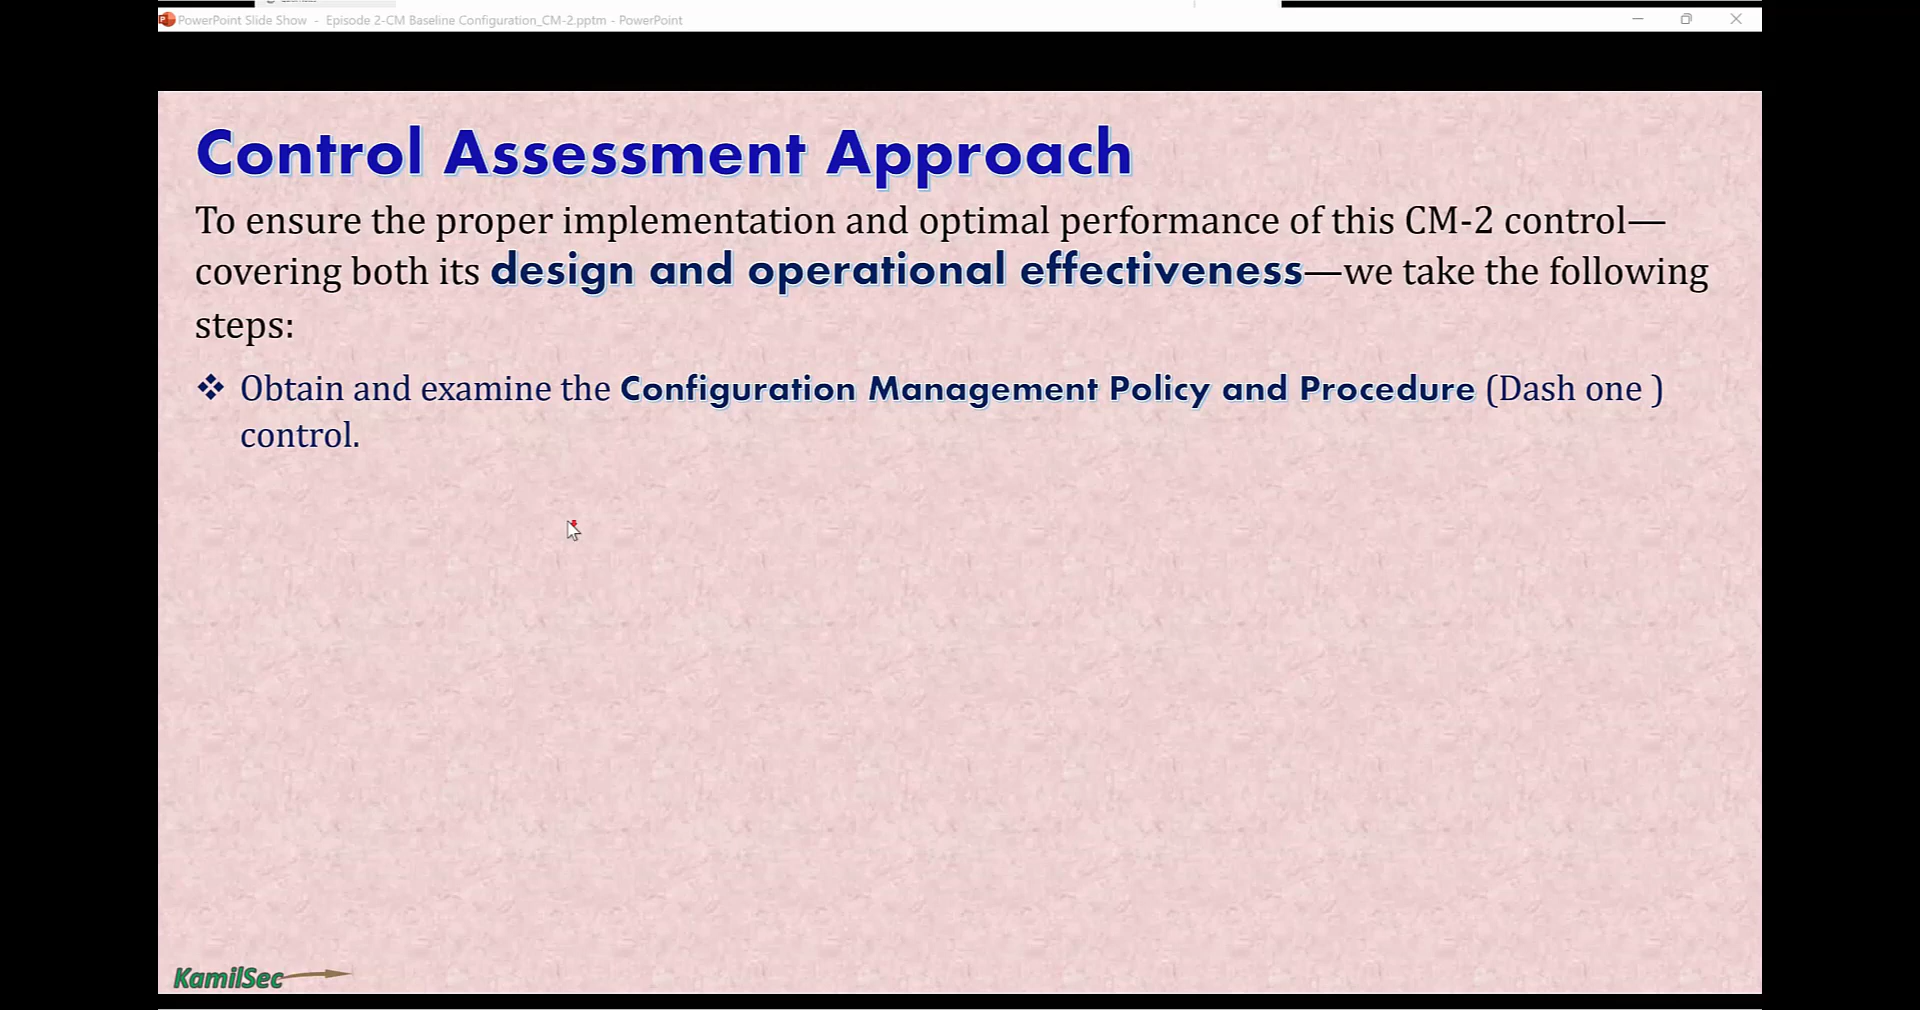 PowerPoint Slide Show - Episode 2-CM Baseline Configuration_CM-2.pptm - PowerPoint
Control Assessment Approach
To ensure the proper implementation and optimal performance of this CM-2 control—
covering both its design and operational effectiveness—we take the following
steps:
❖ Obtain and examine the Configuration Management Policy and Procedure (Dash one )
control.
KamilSec